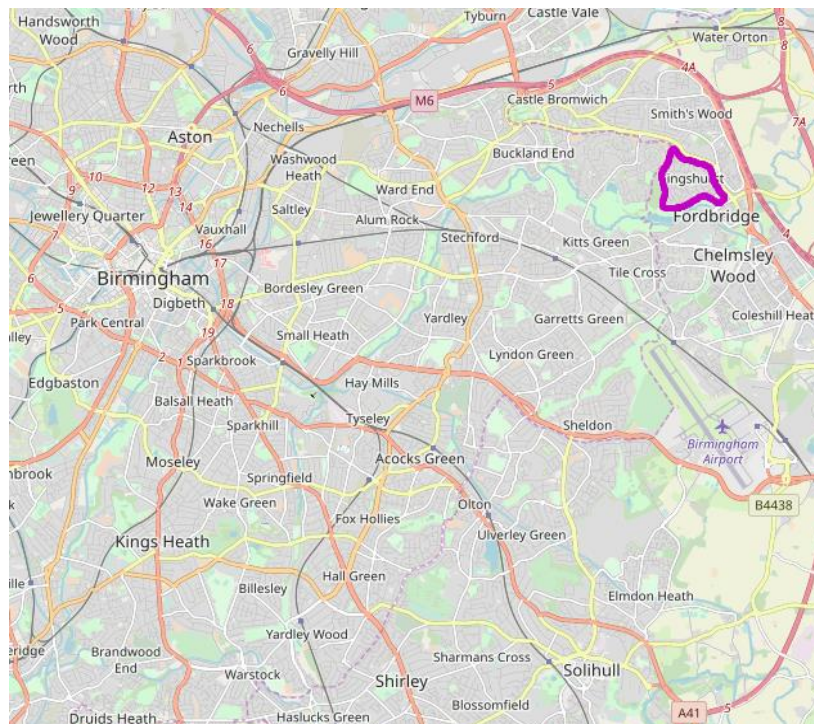 Handsworth
Wood
Gravelly Hill
Tyburn
Castle Vale
Water Orton
6
6
5
4A
8
8
M6
Castle Bromwich
Smith's Wood
7A
Aston
Nechells
Washwood
Heath
Buckland End
Ward End
Green
9
10
12
13
14
Jewellery Quarter
Saltley
Alum Rock
Fordbridge
Vauxhall
16
Stechford
Kitts Green
4
7
6
17
Birmingham
Tile Cross
Chelmsley
Wood
5
Digbeth
18
Bordesley Green
Park Central
19
Small Heath
Yardley
Garretts Green
Coleshill Heat
2
1
Sparkbrook
Lyndon Green
Edgbaston
Hay Mills
Balsall Heath
Sparkhill
Tyseley
Sheldon
Birmingham
Airport
Moseley
Acocks Green
Springfield
Wake Green
Olton
B4438
Fox Hollies
Ulverley Green
Kings Heath
Hall Green
Billesley
Elmdon Heath
Yardley Wood
Brandwood
End
Sharmans Cross
Warstock
Solihull
Shirley
Blossomfield
A41
5
Druids Heath
Haslucks Green